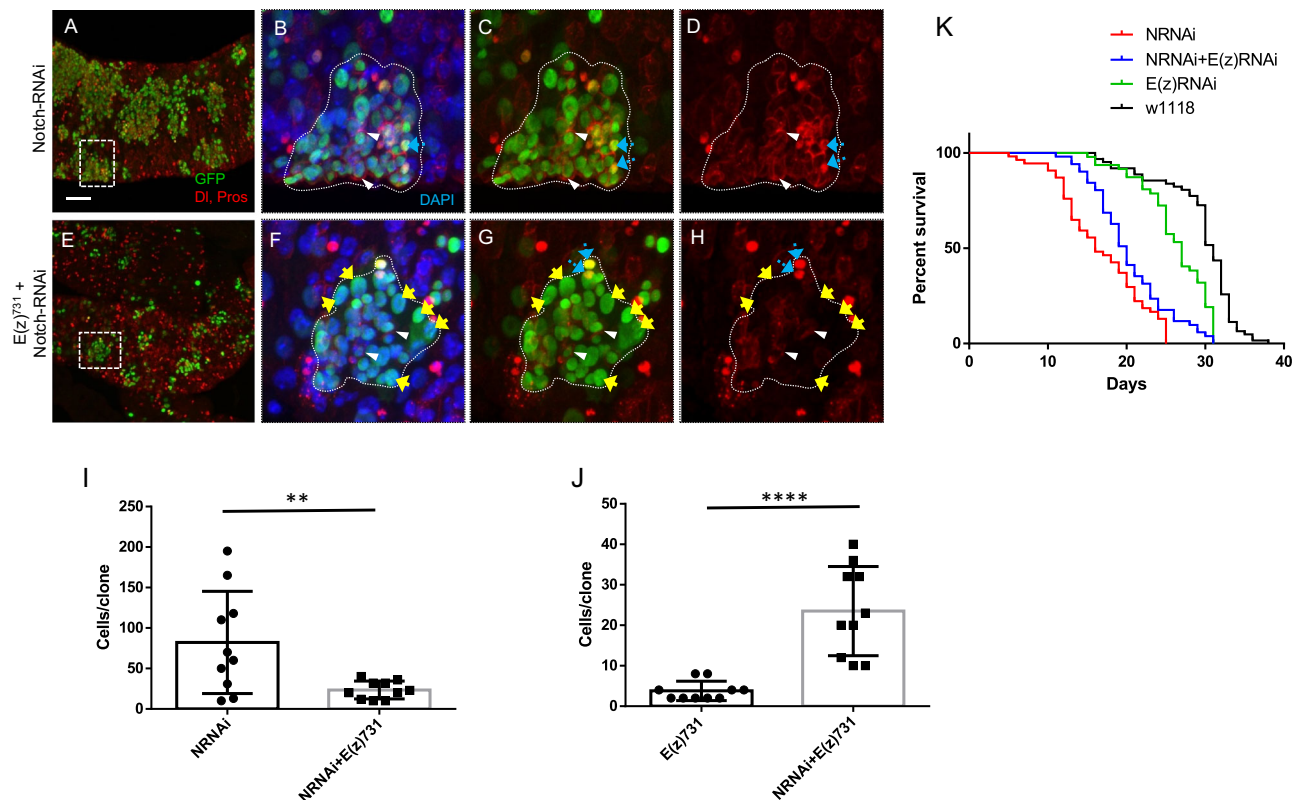 A
B
C
D
Notch-RNAi
GFP
Dl, Pros
DAPI
E
F
G
H
E(z)731 +
Notch-RNAi
K
NRNAi
NRNAi+E(z)RNAi
E(z)RNAi
w1118
Percent survival
100
50
0
0 10 20 30 40
Days
I
**
Cells/clone
250
200
150
100
50
0
NRNAi
NRNAi+E(z)731
J
****
Cells/clone
50
40
30
20
10
0
E(z)731
NRNAi+E(z)731